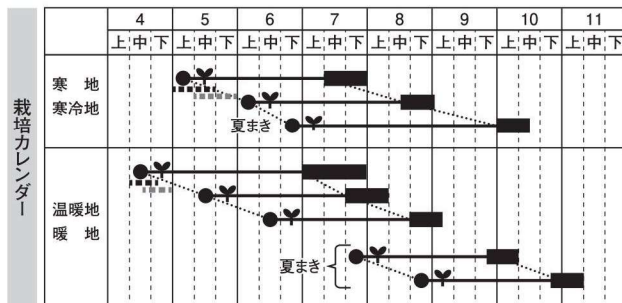 4 5 6 7 8 9 10 11
上 中 下 上 中 下 上 中 下 上 中 下 上 中 下 上 中 下 上 中 下 上 中 下
栽培カレンダー
寒地
寒冷地
夏まき
温暖地
暖地
夏まき